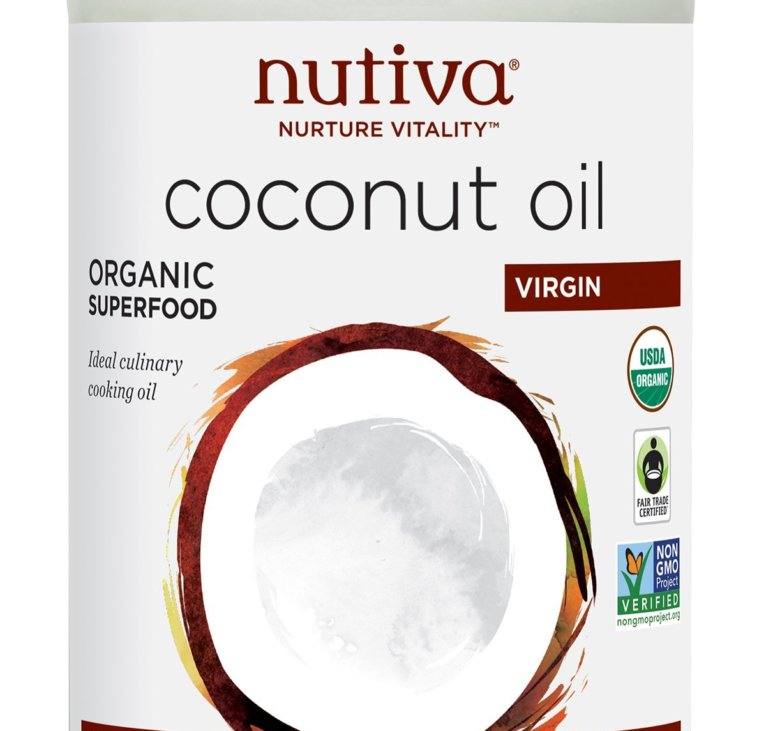 nutiva®
NURTURE VITALITY™
coconut oil
ORGANIC
SUPERFOOD
VIRGIN
Ideal culinary
cooking oil
USDA
ORGANIC
FAIR TRADE
CERTIFIED
NON
GMO
Project
VERIFIED
nongmoproject.org